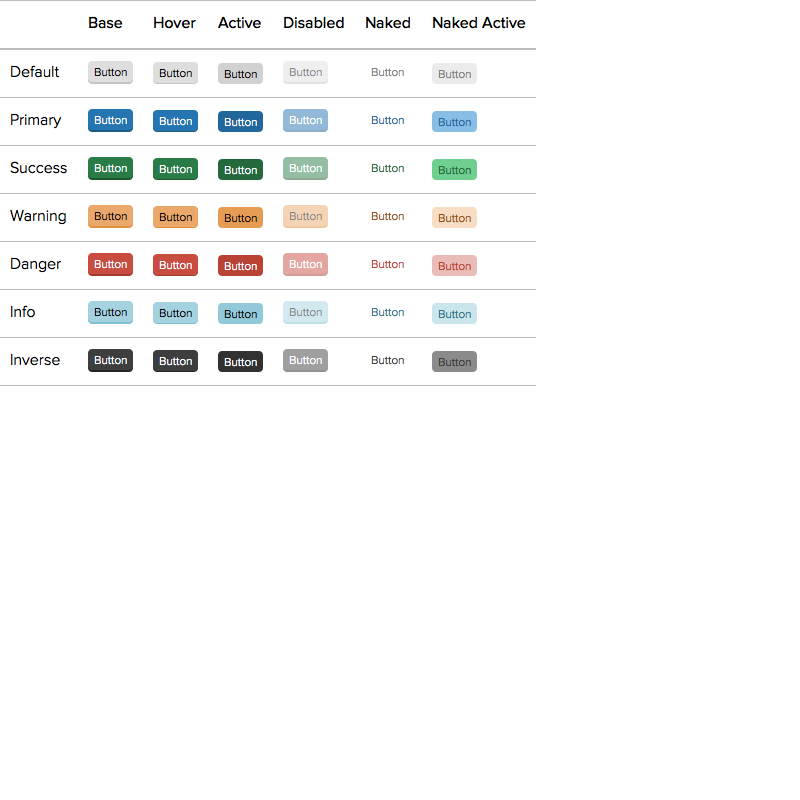 Base Hover Active Disabled Naked Naked Active
Default Button Button Button Button Button Button
Primary Button Button Button Button Button Button
Success Button Button Button Button Button Button
Warning Button Button Button Button Button Button
Danger Button Button Button Button Button Button
Info Button Button Button Button Button Button
Inverse Button Button Button Button Button Button